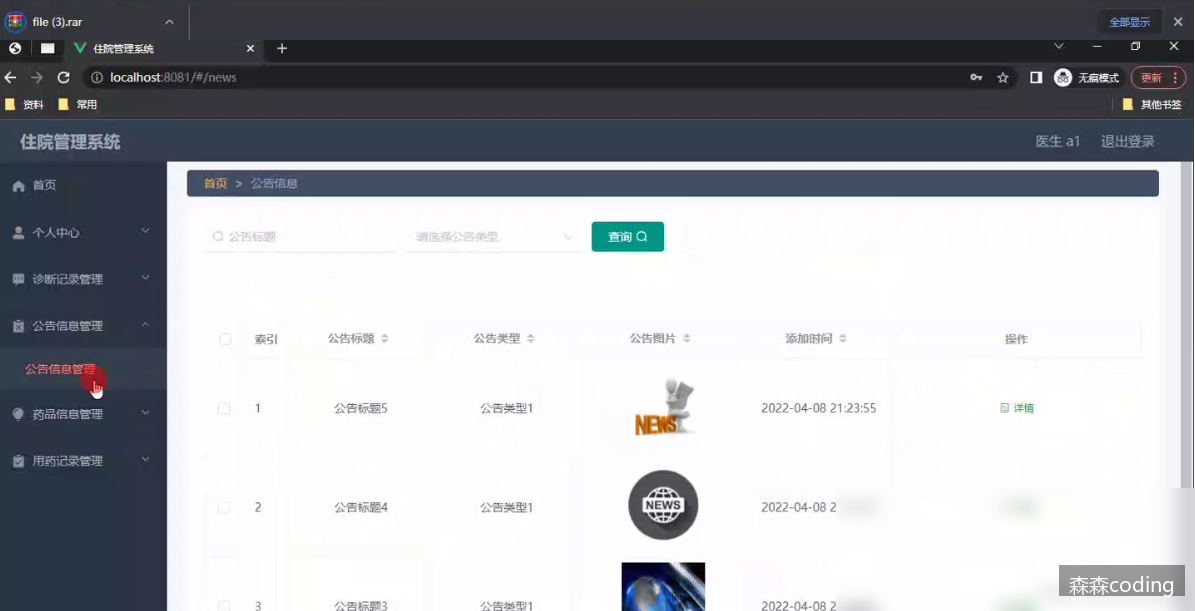 file (3).rar
全部显示
住院管理系统
localhost:8081/#/news
无痕模式
更新
资料
常用
其他书签
住院管理系统
医生 a1
退出登录
首页
个人中心
诊断记录管理
公告信息管理
公告信息管理
药品信息管理
用药记录管理
首页 > 公告信息
公告标题
请选择公告类型
查询
索引 公告标题 公告类型 公告图片 添加时间 操作
1 公告标题5 公告类型1 NEWS 2022-04-08 21:23:55 详情
2 公告标题4 公告类型1 NEWS 2022-04-08 2
3 公告标题3 公告类型1 2022-04-08 2
森森coding